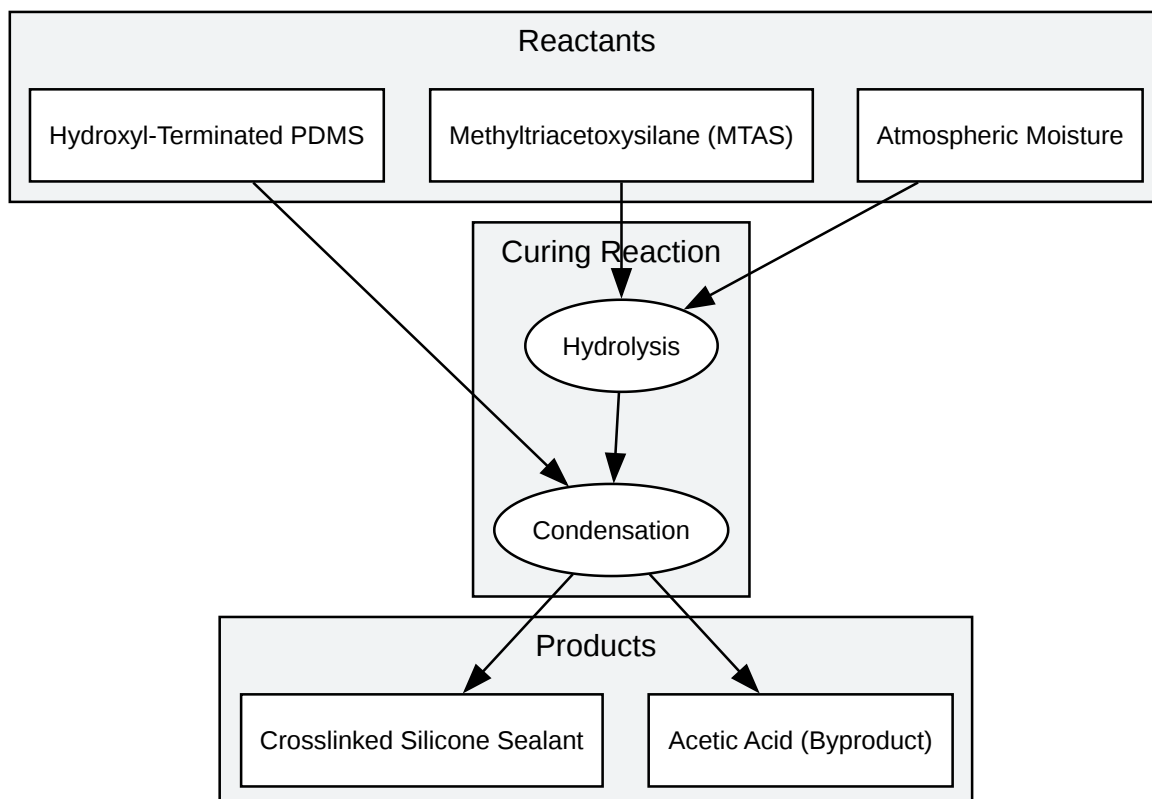 Reactants
Hydroxyl-Terminated PDMS
Methyltriacetoxysilane (MTAS)
Atmospheric Moisture
Curing Reaction
Hydrolysis
Condensation
Products
Crosslinked Silicone Sealant
Acetic Acid (Byproduct)